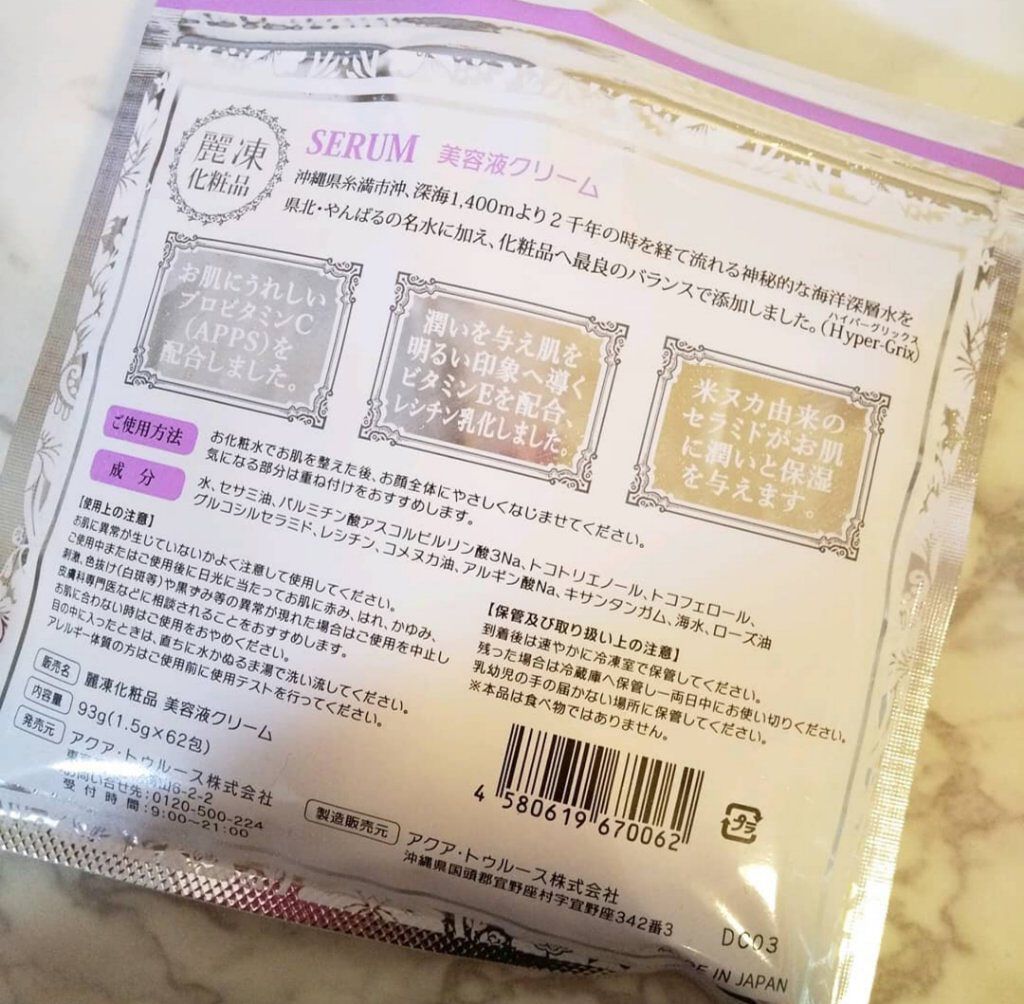 麗凍
化粧品
SERUM 美容液クリーム
沖縄県糸満市沖、深海1,400mより2千年の時を経て流れる神秘的な海洋深層水を
県北・やんばるの名水に加え、化粧品へ最良のバランスで添加しました。(Hyper-Grix)
ハイパーグリックス
お肌にうれしい
プロビタミンC
(APPS)を
配合しました。
潤いを与え肌を
明るい印象へ導く
ビタミンEを配合、
レシチン乳化しました。
米ヌカ由来の
セラミドがお肌
に潤いと保湿
を与えます。
ご使用方法
お化粧水でお肌を整えた後、お顔全体にやさしくなじませてください。
気になる部分は重ね付けをおすすめします。
成 分
水、セサミ油、パルミチン酸アスコルビルリン酸3Na、トコトリエノール、トコフェロール、
グルコシルセラミド、レシチン、コメヌカ油、アルギン酸Na、キサンタンガム、海水、ローズ油
【使用上の注意】
お肌に異常が生じていないかよく注意して使用してください。
ご使用中またはご使用後に日光に当たってお肌に赤み、はれ、かゆみ、
刺激、色抜け(白斑等)や黒ずみ等の異常が現れた場合はご使用を中止し
皮膚科専門医などに相談されることをおすすめします。
お肌に合わない時はご使用をおやめください。
目の中に入ったときは、直ちに水かぬるま湯で洗い流してください。
アレルギー体質の方はご使用前に使用テストを行ってください。
【保管及び取り扱い上の注意】
到着後は速やかに冷凍室で保管してください。
残った場合は冷蔵庫へ保管し一両日中にお使い切りください。
乳幼児の手の届かない場所に保管してください。
※本品は食べ物ではありません。
販売名 麗凍化粧品 美容液クリーム
内容量 93g(1.5g×62包)
発売元 アクア・トゥルース株式会社
山6-2-2
お問い合せ先:0120-500-224
受付時間:9:00~21:00
製造販売元 アクア・トゥルース株式会社
沖縄県国頭郡宜野座村字宜野座342番3
4 580619 670062
プラ
DC03
E IN JAPAN